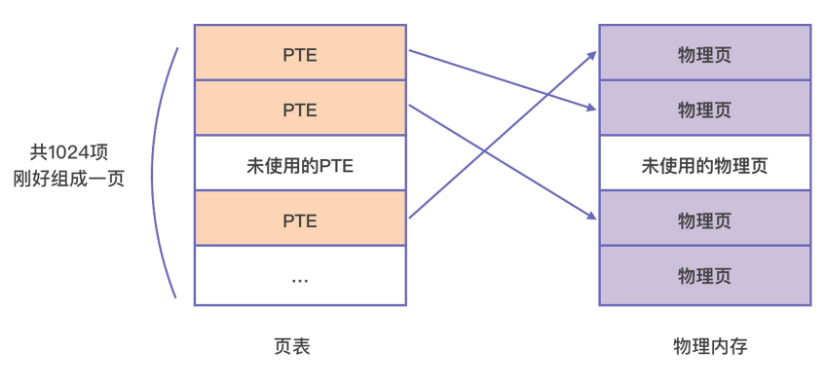 PTE
物理页
PTE
物理页
共1024项
刚好组成一页
未使用的PTE
未使用的物理页
PTE
物理页
...
物理页
页表
物理内存